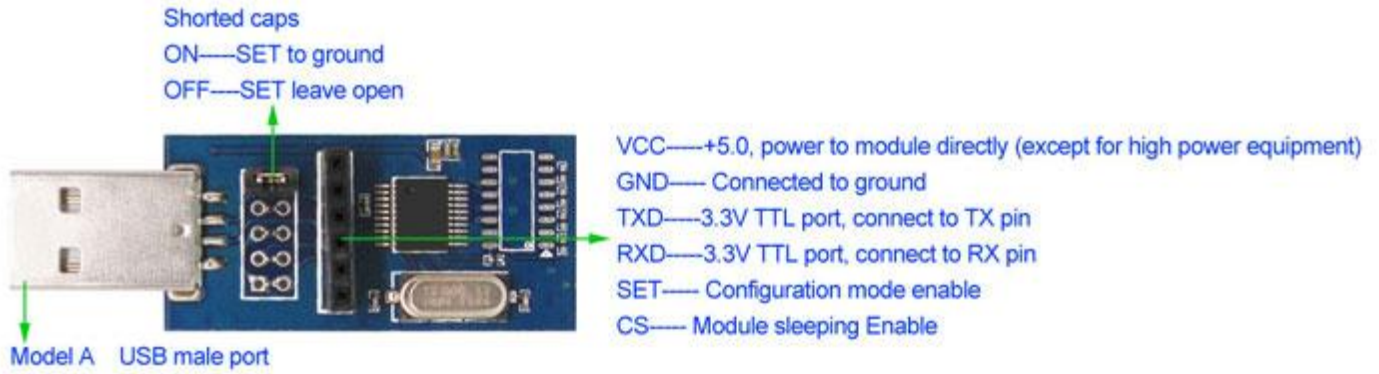 Shorted caps
ON-----SET to ground
OFF----SET leave open
VCC-----+5.0, power to module directly (except for high power equipment)
GND----- Connected to ground
TXD-----3.3V TTL port, connect to TX pin
RXD-----3.3V TTL port, connect to RX pin
SET----- Configuration mode enable
CS----- Module sleeping Enable
Model A USB male port